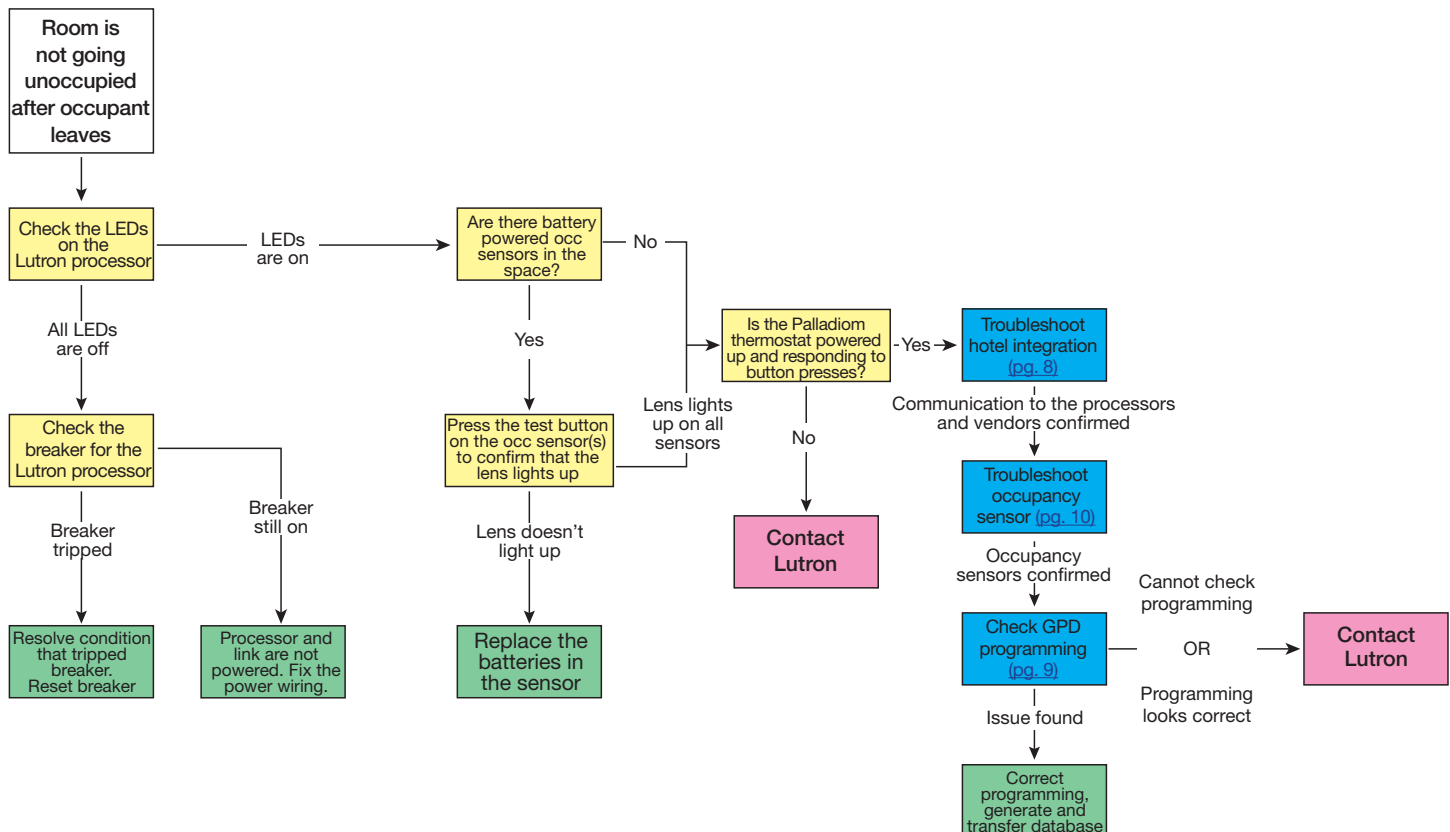 Room is
not going
unoccupied
after occupant
leaves
Check the LEDs
on the
Lutron processor
LEDs
are on
Are there battery
powered occ
sensors in the
space?
No
All LEDs
are off
Yes
Is the Palladiom
thermostat powered
up and responding to
button presses?
Yes
Troubleshoot
hotel integration
(pg. 8)
Check the
breaker for the
Lutron processor
Press the test button
on the occ sensor(s)
to confirm that the
lens lights up
Lens lights
up on all
sensors
No
Communication to the processors
and vendors confirmed
Troubleshoot
occupancy
sensor (pg. 10)
Breaker
tripped
Breaker
still on
Lens doesn't
light up
Contact
Lutron
Occupancy
sensors confirmed
Cannot check
programming
OR
Programming
looks correct
Contact
Lutron
Resolve condition
that tripped
breaker.
Reset breaker
Processor and
link are not
powered. Fix the
power wiring.
Replace the
batteries in
the sensor
Check GPD
programming
(pg. 9)
Issue found
Correct
programming,
generate and
transfer database